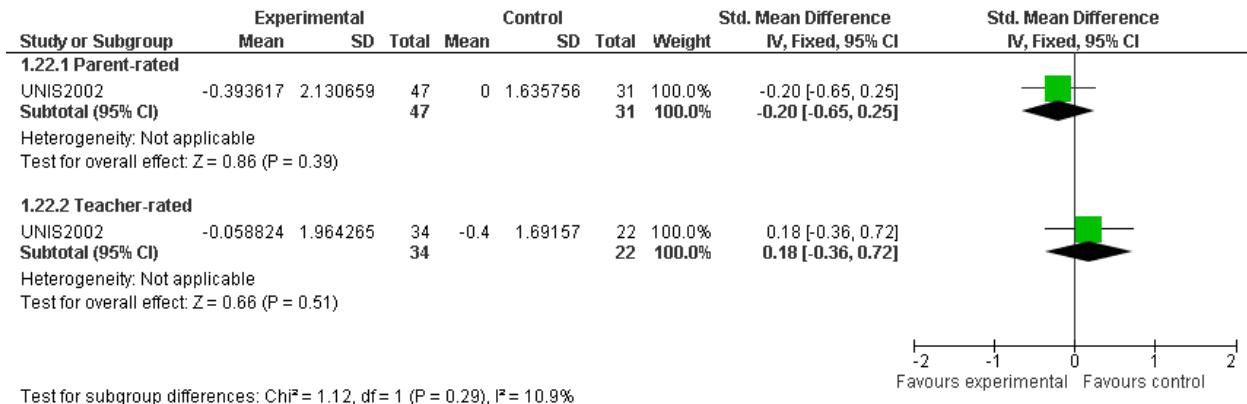 Experimental Control Std. Mean Difference Std. Mean Difference
Study or Subgroup Mean SD Total Mean SD Total Weight IV, Fixed, 95% CI IV, Fixed, 95% CI
1.22.1 Parent-rated
UNIS2002 -0.393617 2.130659 47 0 1.635756 31 100.0% -0.20 [-0.65, 0.25]
Subtotal (95% CI) 47 31 100.0% -0.20 [-0.65, 0.25]
Heterogeneity: Not applicable
Test for overall effect: Z = 0.86 (P = 0.39)
1.22.2 Teacher-rated
UNIS2002 -0.058824 1.964265 34 -0.4 1.69157 22 100.0% 0.18 [-0.36, 0.72]
Subtotal (95% CI) 34 22 100.0% 0.18 [-0.36, 0.72]
Heterogeneity: Not applicable
Test for overall effect: Z = 0.66 (P = 0.51)
-2 -1 0 1 2
Favours experimental Favours control
Test for subgroup differences: Chi² = 1.12, df = 1 (P = 0.29), I² = 10.9%